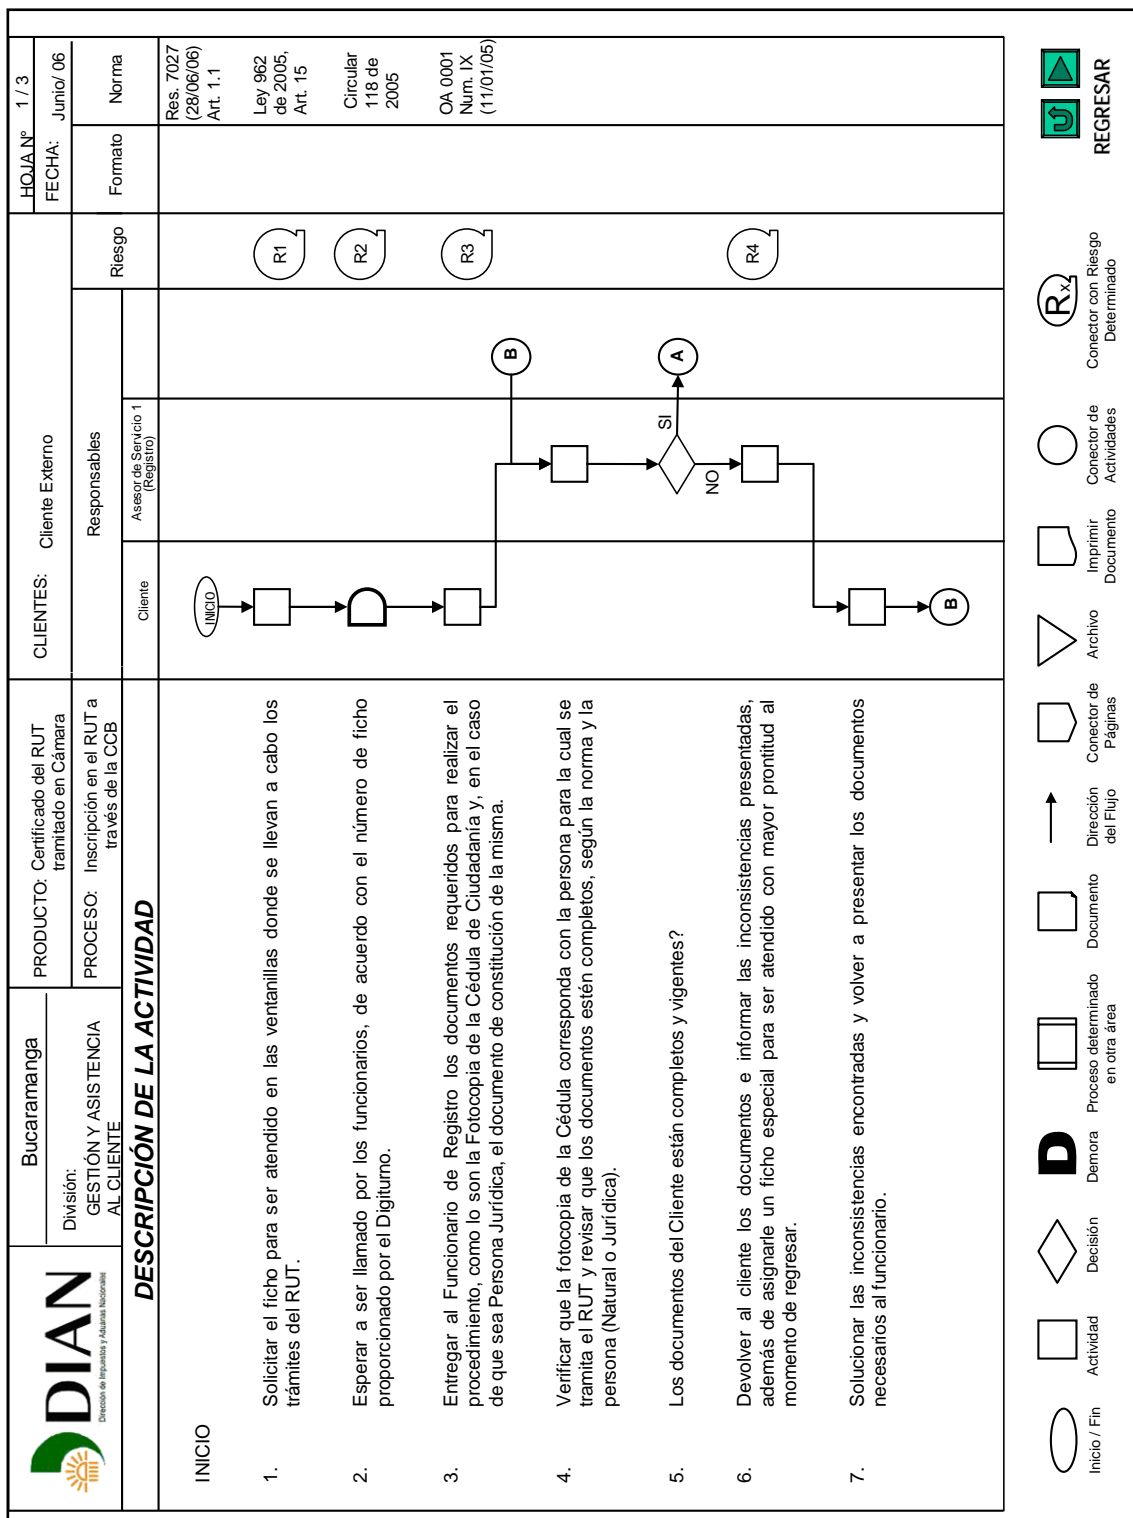 DIAN
Dirección de Impuestos y Aduanas Nacionales
Bucaramanga
División:
GESTIÓN Y ASISTENCIA
AL CLIENTE
PRODUCTO: Certificado del RUT
tramitado en Cámara
PROCESO: Inscripción en el RUT a
través de la CCB
CLIENTES: Cliente Externo
HOJA N° 1 / 3
FECHA: Junio/ 06
DESCRIPCIÓN DE LA ACTIVIDAD
Responsables
Cliente
Asesor de Servicio 1
(Registro)
Riesgo
Formato
Norma
INICIO
1. Solicitar el ficho para ser atendido en las ventanillas donde se llevan a cabo los
trámites del RUT.
2. Esperar a ser llamado por los funcionarios, de acuerdo con el número de ficho
proporcionado por el Digiturno.
3. Entregar al Funcionario de Registro los documentos requeridos para realizar el
procedimiento, como lo son la Fotocopia de la Cédula de Ciudadanía y, en el caso
de que sea Persona Jurídica, el documento de constitución de la misma.
4. Verificar que la fotocopia de la Cédula corresponda con la persona para la cual se
tramita el RUT y revisar que los documentos estén completos, según la norma y la
persona (Natural o Jurídica).
5. Los documentos del Cliente están completos y vigentes?
6. Devolver al cliente los documentos e informar las inconsistencias presentadas,
además de asignarle un ficho especial para ser atendido con mayor prontitud al
momento de regresar.
7. Solucionar las inconsistencias encontradas y volver a presentar los documentos
necesarios al funcionario.
INICIO
B
SI
A
NO
B
R1
R2
R3
R4
Res. 7027
(28/06/06)
Art. 1.1
Ley 962
de 2005,
Art. 15
Circular
118 de
2005
OA 0001
Num. IX
(11/01/05)
Inicio / Fin
Actividad
Decisión
Demora
Proceso determinado
en otra área
Documento
Dirección
del Flujo
Conector de
Páginas
Archivo
Imprimir
Documento
Conector de
Actividades
Rx
Conector con Riesgo
Determinado
REGRESAR